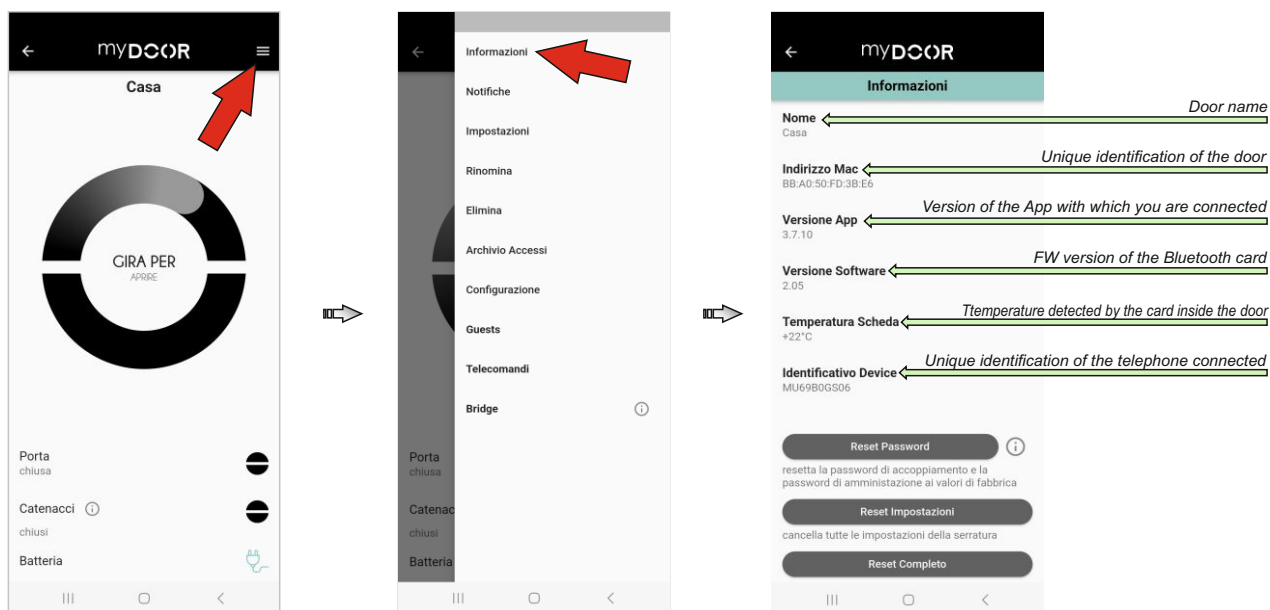 myDOOR
Casa
GIRA PER
APRIRE
Porta
chiusa
Catenacci
chiusi
Batteria
Informazioni
Notifiche
Impostazioni
Rinomina
Elimina
Archivio Accessi
Configurazione
Guests
Telecomandi
Bridge
Porta
chiusa
Catenac
chiusi
Batteria
myDOOR
Informazioni
Nome
Casa
Door name
Indirizzo Mac
BB:A0:50:FD:3B:E6
Unique identification of the door
Versione App
3.7.10
Version of the App with which you are connected
Versione Software
2.05
FW version of the Bluetooth card
Temperatura Scheda
+22°C
Ttemperature detected by the card inside the door
Identificativo Device
MU69B0GS06
Unique identification of the telephone connected
Reset Password
resetta la password di accoppiamento e la
password di amministazione ai valori di fabbrica
Reset Impostazioni
cancella tutte le impostazioni della serratura
Reset Completo